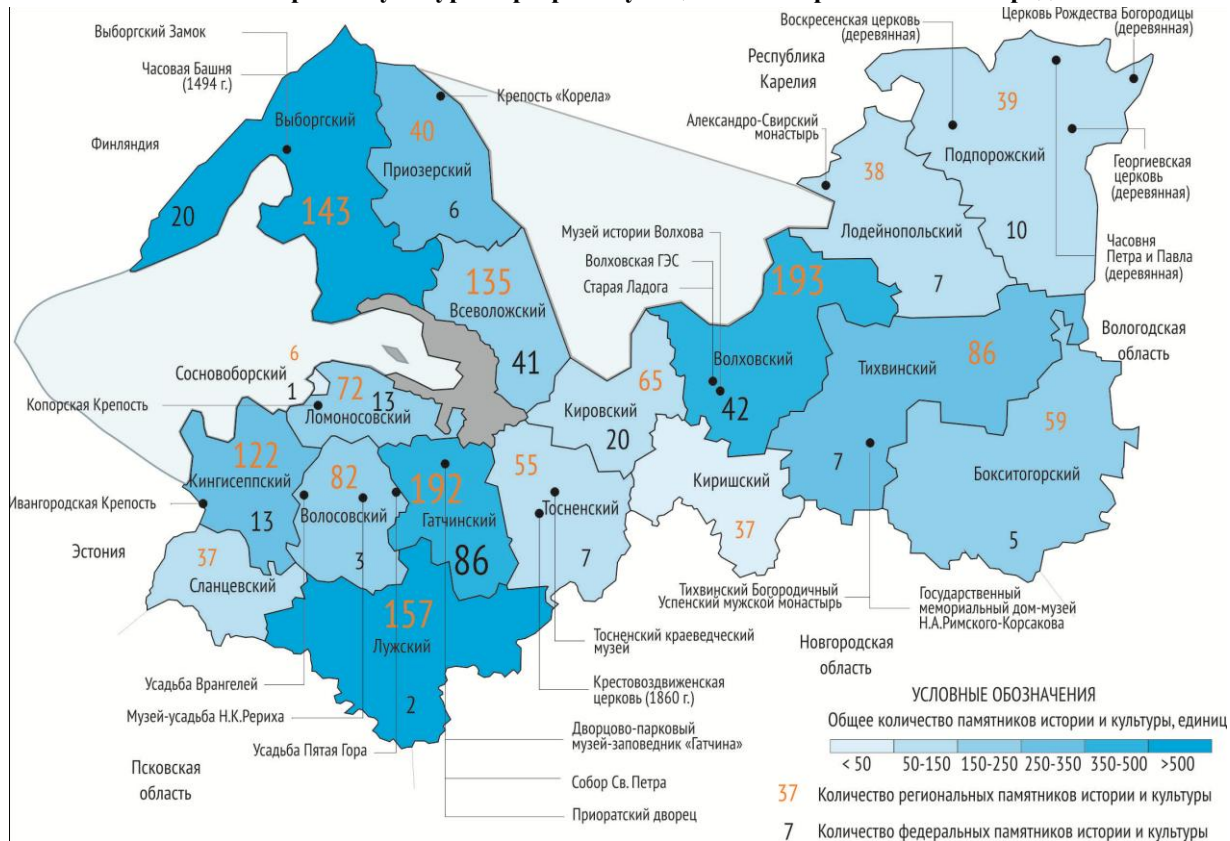 Воскресенская церковь
(деревянная)
Церковь Рождества Богородицы
(деревянная)
Выборгский Замок
Часовая Башня
(1494 г.)
Республика
Карелия
Крепость «Корела»
Финляндия
Выборгский
143
20
40
Приозерский
6
Александро-Свирский
монастырь
39
Подпорожский
10
Георгиевская
церковь
(деревянная)
Часовня
Петра и Павла
(деревянная)
38
Лодейнопольский
7
Музей истории Волхова
Волховская ГЭС
Старая Ладога
135
Всеволожский
41
193
Волховский
42
86
Тихвинский
7
Вологодская
область
6
Сосновоборский
1
Копорская Крепость
72
13
Ломоносовский
65
Кировский
20
59
Бокситогорский
5
122
Кингисеппский
13
Ивангородская Крепость
82
Волосовский
3
192
Гатчинский
86
55
Тосненский
7
Киришский
37
Эстония
37
Сланцевский
157
Лужский
2
Тихвинский Богородичный
Успенский мужской монастырь
Государственный
мемориальный дом-музей
Н.А.Римского-Корсакова
Тосненский краеведческий
музей
Новгородская
область
Усадьба Врангелей
Крестовоздвиженская
церковь (1860 г.)
Музей-усадьба Н.К.Рериха
Усадьба Пятая Гора
Дворцово-парковый
музей-заповедник «Гатчина»
Псковская
область
Собор Св. Петра
Приоратский дворец
УСЛОВНЫЕ ОБОЗНАЧЕНИЯ
Общее количество памятников истории и культуры, единиц
< 50 50-150 150-250 250-350 350-500 >500
37 Количество региональных памятников истории и культуры
7 Количество федеральных памятников истории и культуры